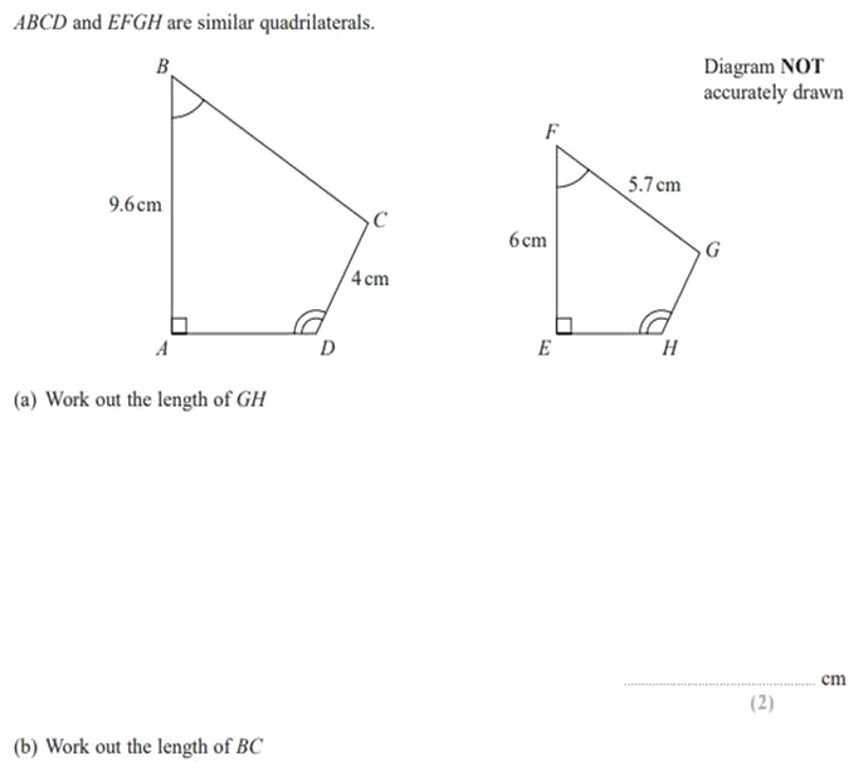 ABCD and EFGH are similar quadrilaterals.
Diagram NOT
accurately drawn
B
9.6 cm
C
4 cm
A
D
F
5.7 cm
6 cm
G
E
H
(a) Work out the length of GH
cm
(2)
(b) Work out the length of BC